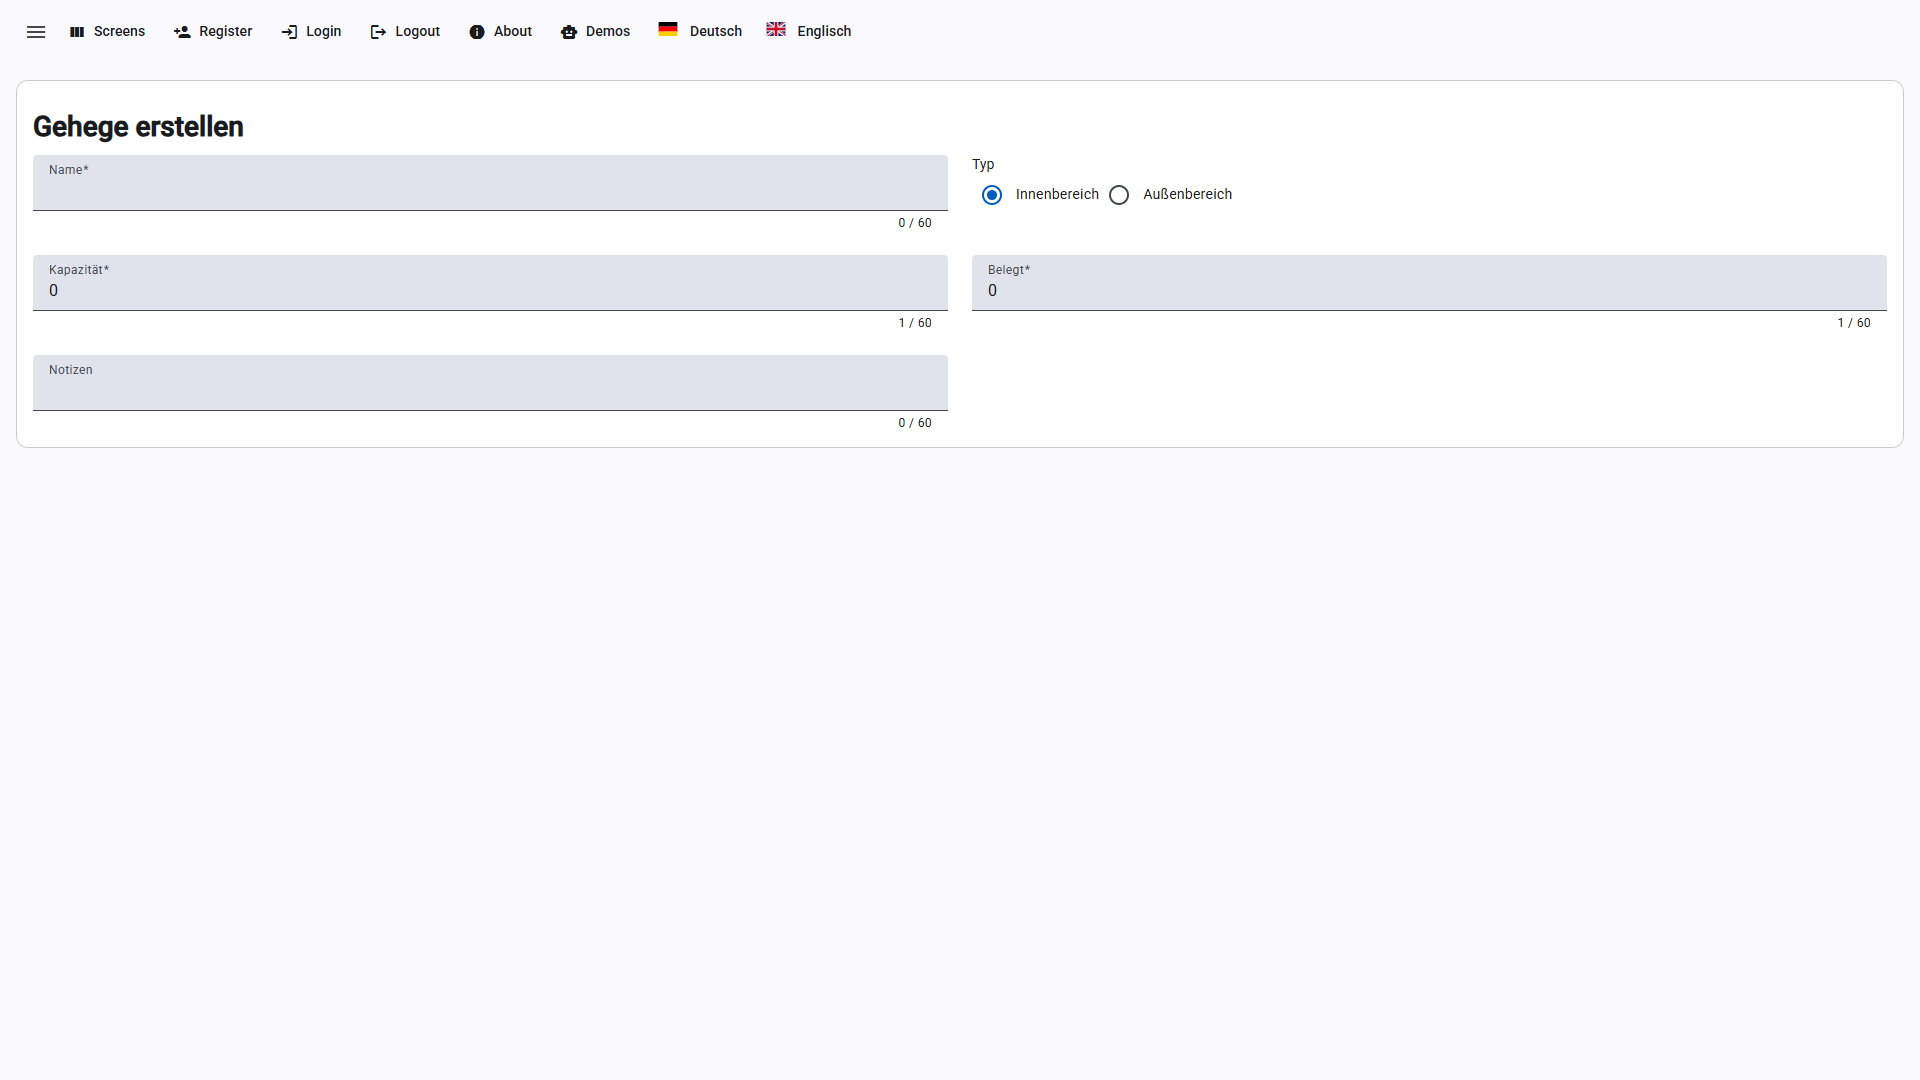 Screens Register Login Logout About Demos Deutsch Englisch
Gehege erstellen
Name*
0 / 60
Typ
Innenbereich Außenbereich
Kapazität*
0
1 / 60
Belegt*
0
1 / 60
Notizen
0 / 60